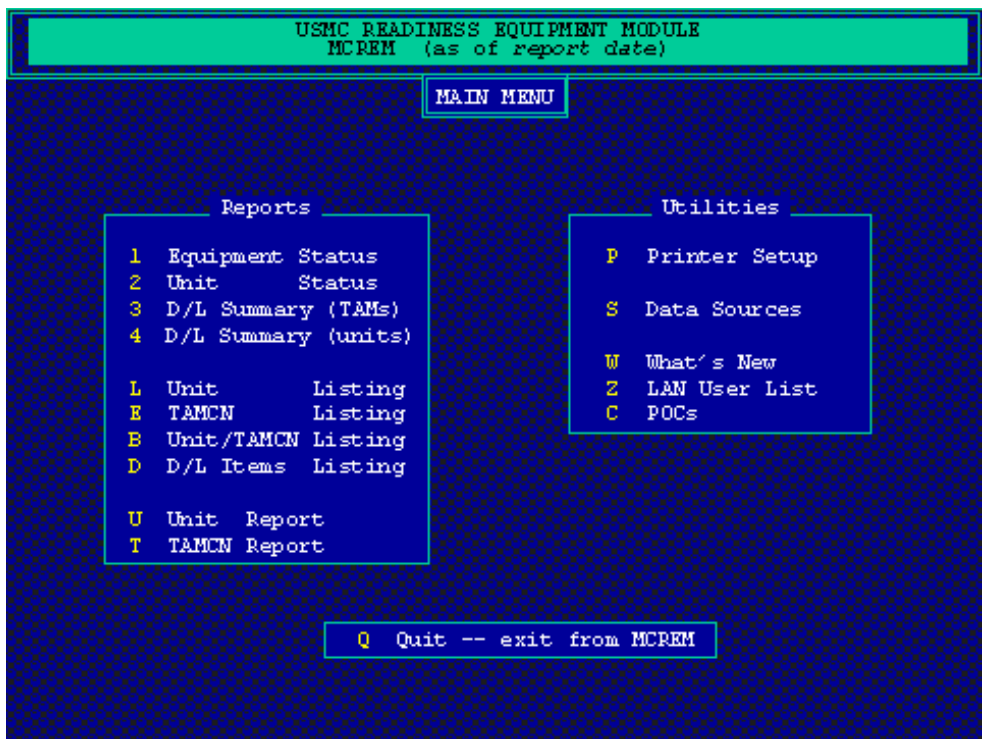 USMC READINESS EQUIPMENT MODULE
MCREM (as of report date)
MAIN MENU
Reports
1 Equipment Status
2 Unit Status
3 D/L Summary (TAMs)
4 D/L Summary (units)
L Unit Listing
E TAMCN Listing
B Unit/TAMCN Listing
D D/L Items Listing
U Unit Report
T TAMCN Report
Utilities
P Printer Setup
S Data Sources
W What's New
Z LAN User List
C POCs
Q Quit -- exit from MCREM